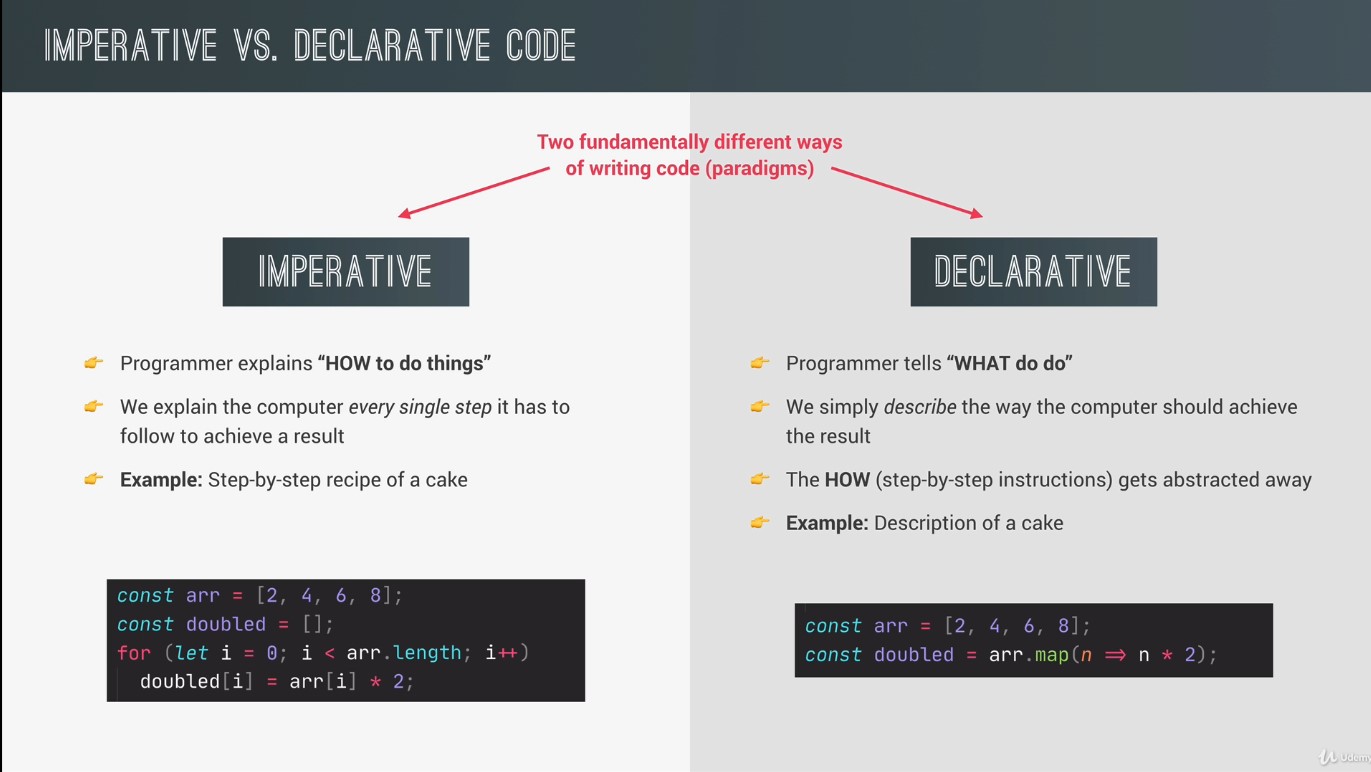 IMPERATIVE VS. DECLARATIVE CODE
Two fundamentally different ways
of writing code (paradigms)
IMPERATIVE
Programmer explains “HOW to do things”
We explain the computer every single step it has to
follow to achieve a result
Example: Step-by-step recipe of a cake
const arr = [2, 4, 6, 8];
const doubled = [];
for (let i = 0; i < arr.length; i++)
doubled[i] = arr[i] * 2;
DECLARATIVE
Programmer tells “WHAT do do”
We simply describe the way the computer should achieve
the result
The HOW (step-by-step instructions) gets abstracted away
Example: Description of a cake
const arr = [2, 4, 6, 8];
const doubled = arr.map(n => n * 2);
Udemy